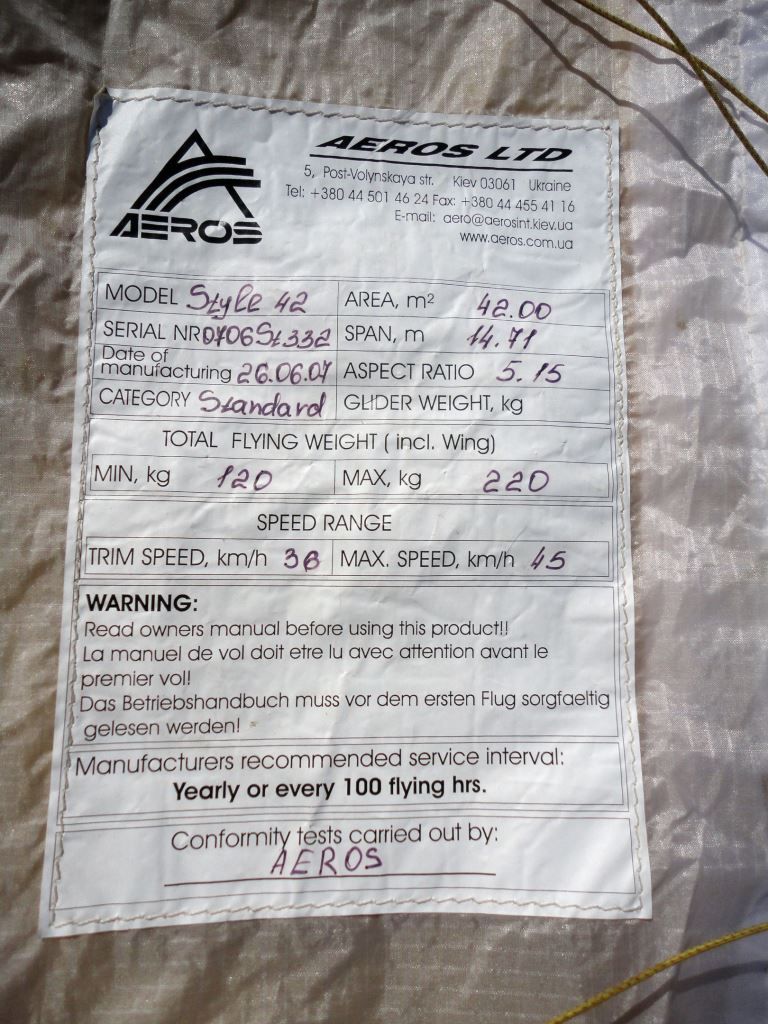 AEROS
AEROS LTD
5, Post-Volynskaya str. Kiev 03061 Ukraine
Tel: +380 44 501 46 24 Fax: +380 44 455 41 16
E-mail: aero@aerosint.kiev.ua
www.aeros.com.ua
MODEL Style 42 AREA, m² 42.00
SERIAL NR 0706St332 SPAN, m 14.71
Date of manufacturing 26.06.07 ASPECT RATIO 5.15
CATEGORY Standard GLIDER WEIGHT, kg
TOTAL FLYING WEIGHT ( incl. Wing)
MIN, kg 120 MAX, kg 220
SPEED RANGE
TRIM SPEED, km/h 36 MAX. SPEED, km/h 45
WARNING:
Read owners manual before using this product!!
La manuel de vol doit etre lu avec attention avant le
premier vol!
Das Betriebshandbuch muss vor dem ersten Flug sorgfaeltig
gelesen werden!
Manufacturers recommended service interval:
Yearly or every 100 flying hrs.
Conformity tests carried out by:
AEROS